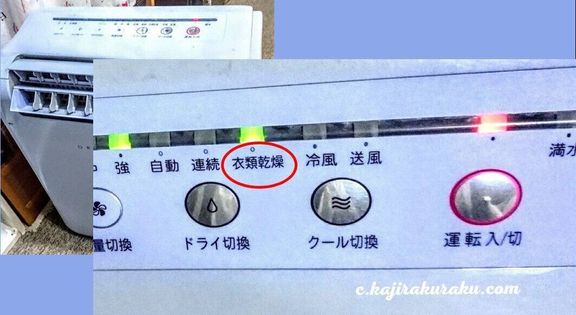 強 自動 連続 衣類乾燥 冷風 送風 満水
量切換 ドライ切換 クール切換 運転入/切
c.kajirakuraku.com